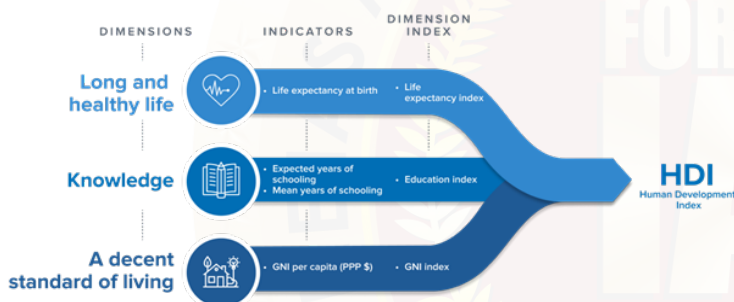 DIMENSIONS
INDICATORS
DIMENSION
INDEX
Long and
healthy life
• Life expectancy at birth
• Life
expectancy index
Knowledge
• Expected years of
schooling
• Mean years of schooling
• Education index
HDI
Human Development
Index
A decent
standard of living
• GNI per capita (PPP $)
• GNI index